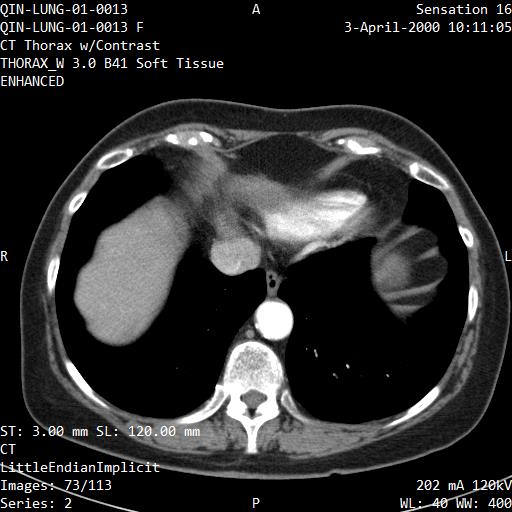 QIN-LUNG-01-0013
A
Sensation 16
QIN-LUNG-01-0013 F
3-April-2000 10:11:05
CT Thorax w/Contrast
THORAX_W 3.0 B41 Soft Tissue
ENHANCED
R
L
ST: 3.00 mm SL: 120.00 mm
CT
LittleEndianImplicit
Images: 73/113
202 mA 120kV
Series: 2
P
WL: 40 WW: 400